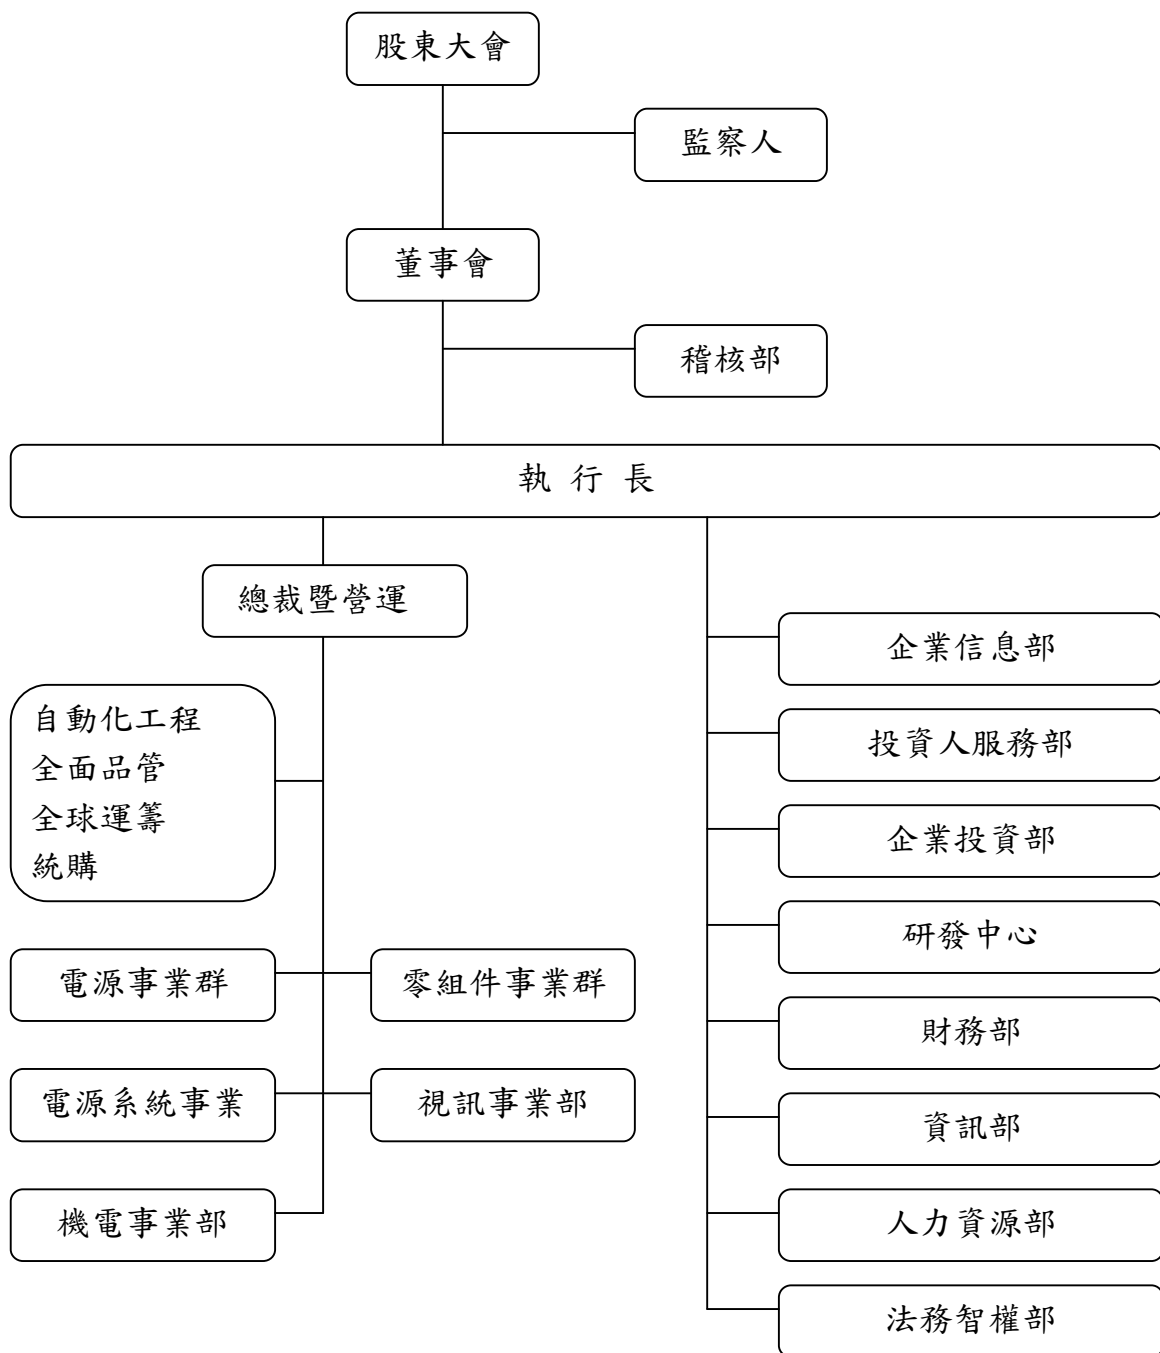 股東大會
監察人
董事會
稽核部
執行長
總裁暨營運
企業信息部
自動化工程
全面品管
全球運籌
統購
投資人服務部
企業投資部
研發中心
電源事業群
零組件事業群
財務部
電源系統事業
視訊事業部
資訊部
機電事業部
人力資源部
法務智權部